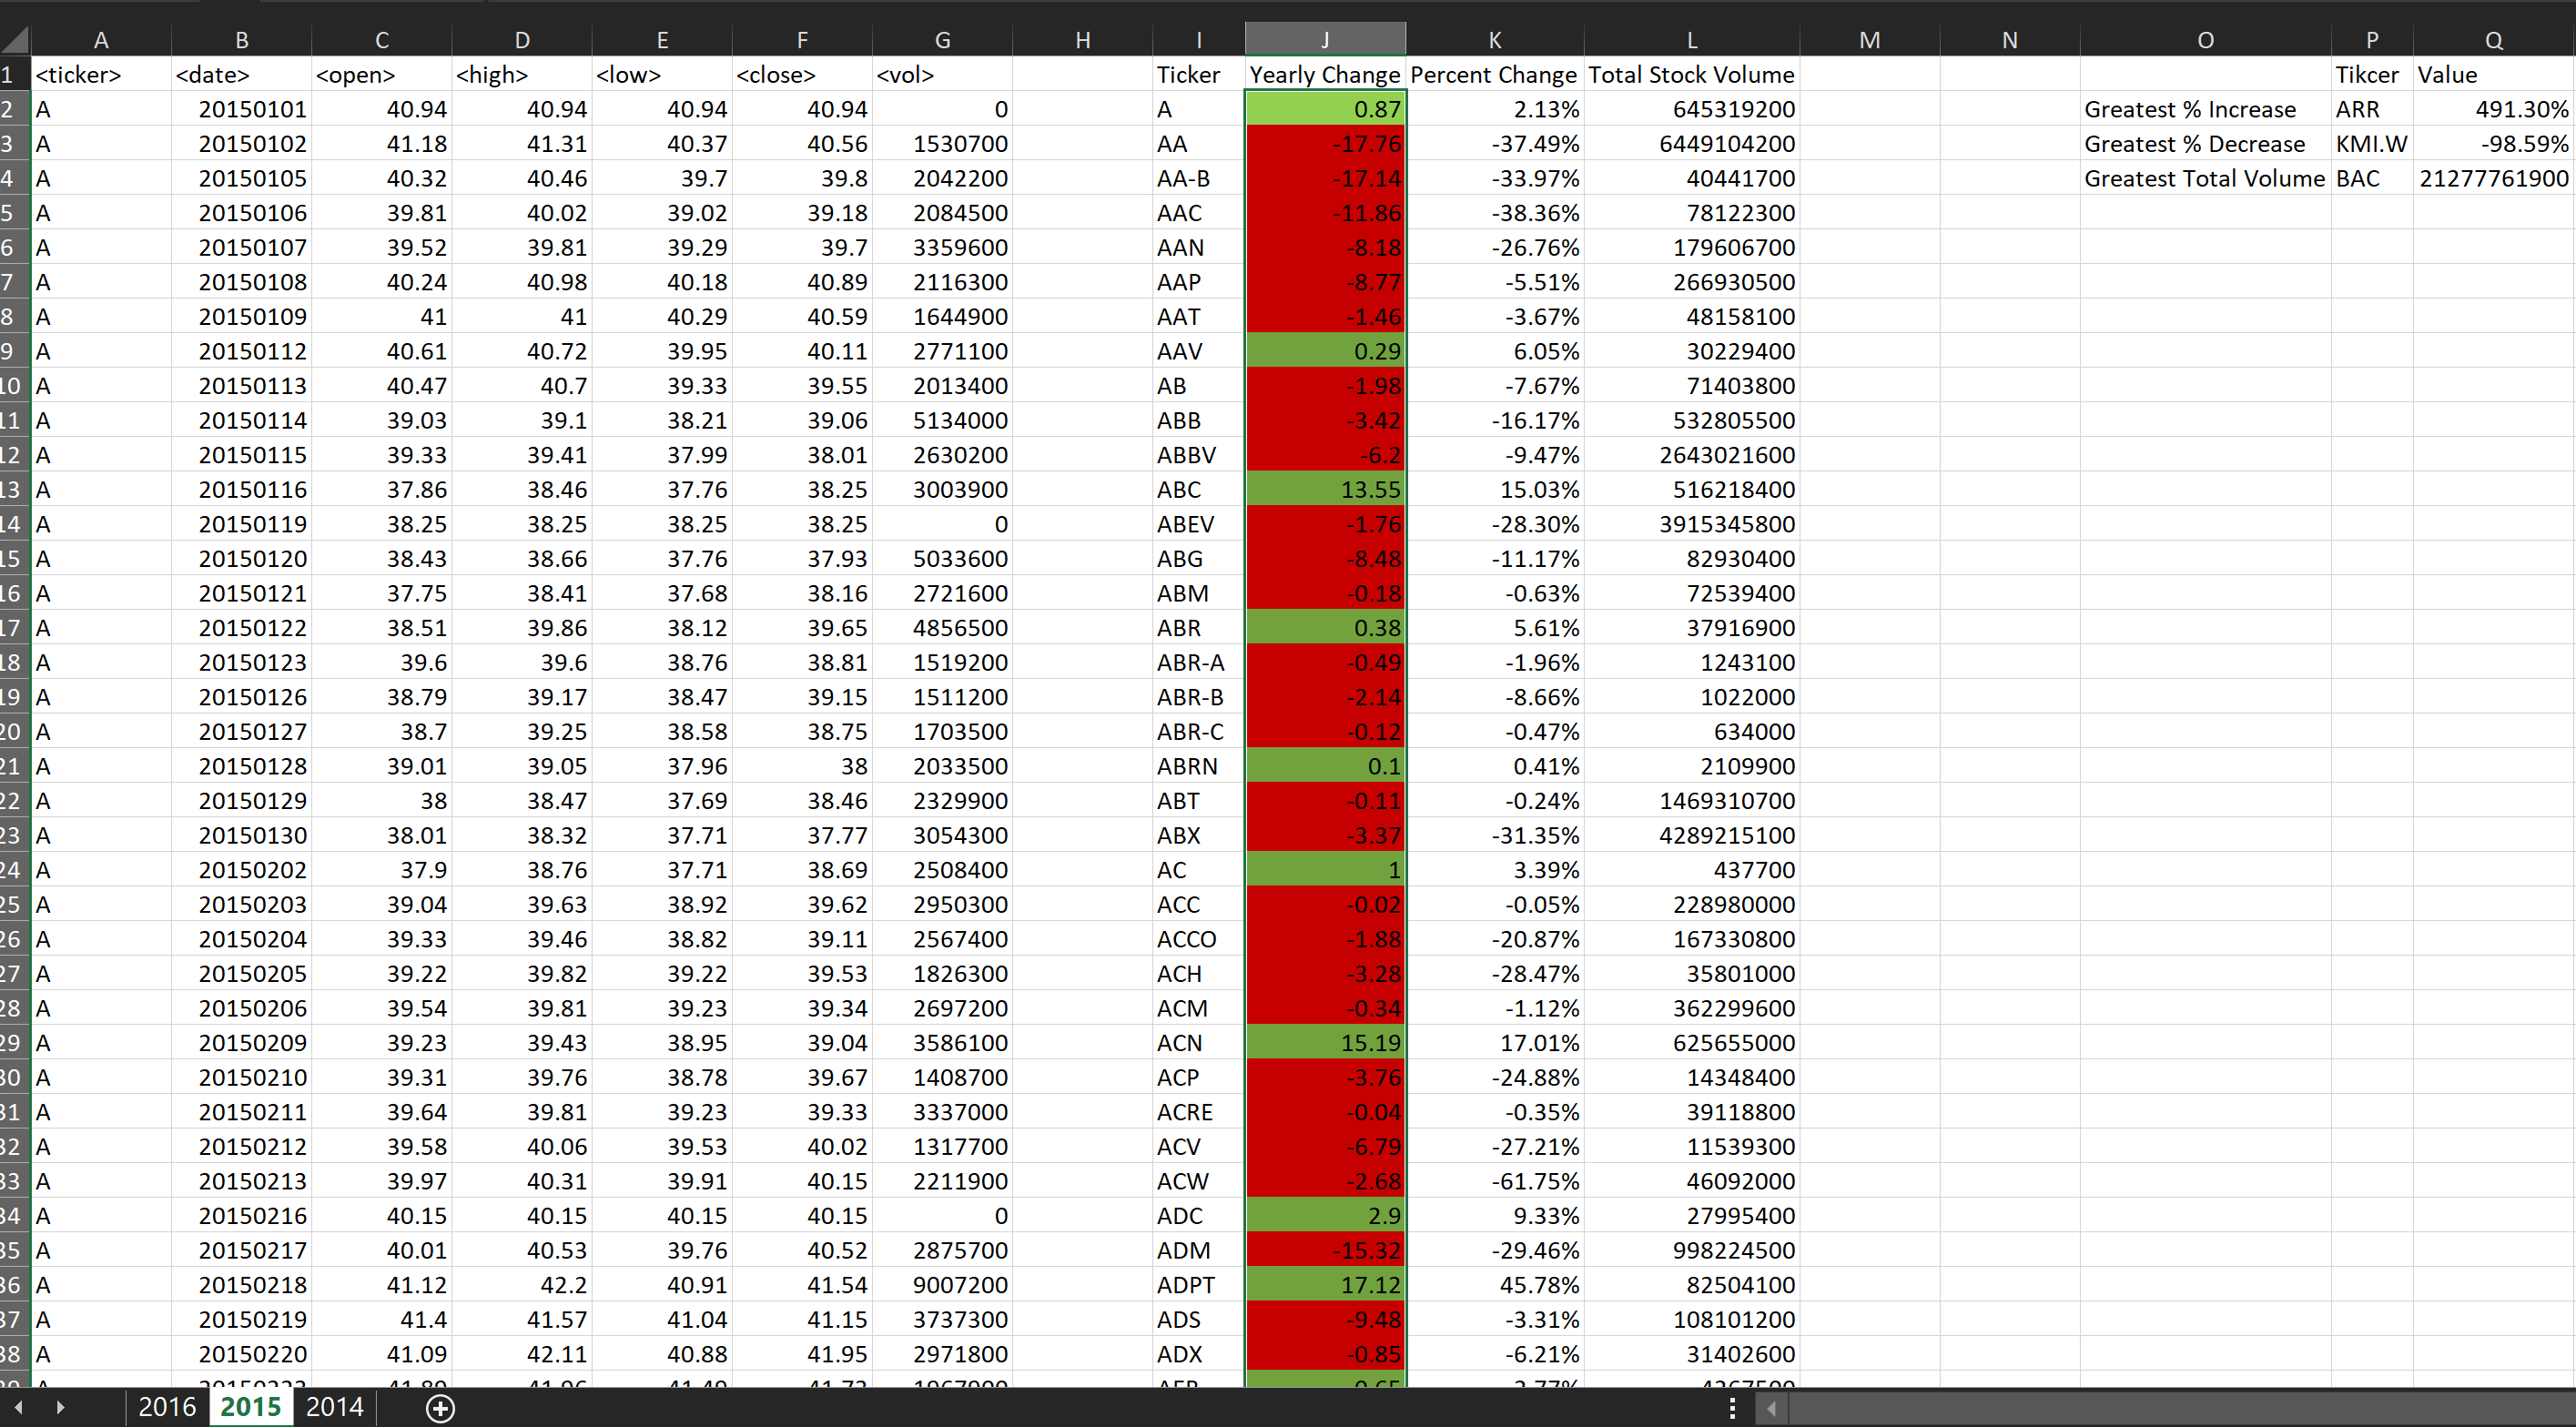 A B C D E F G H I J K L M N O P Q
1 <ticker> <date> <open> <high> <low> <close> <vol> Ticker Yearly Change Percent Change Total Stock Volume Tikcer Value
2 A 20150101 40.94 40.94 40.94 40.94 0 A 0.87 2.13% 645319200 Greatest % Increase ARR 491.30%
3 A 20150102 41.18 41.31 40.37 40.56 1530700 AA -17.76 -37.49% 6449104200 Greatest % Decrease KMI.W -98.59%
4 A 20150105 40.32 40.46 39.7 39.8 2042200 AA-B -17.14 -33.97% 40441700 Greatest Total Volume BAC 21277761900
5 A 20150106 39.81 40.02 39.02 39.18 2084500 AAC -11.86 -38.36% 78122300
6 A 20150107 39.52 39.81 39.29 39.7 3359600 AAN -8.18 -26.76% 179606700
7 A 20150108 40.24 40.98 40.18 40.89 2116300 AAP -8.77 -5.51% 266930500
8 A 20150109 41 41 40.29 40.59 1644900 AAT -1.46 -3.67% 48158100
9 A 20150112 40.61 40.72 39.95 40.11 2771100 AAV 0.29 6.05% 30229400
10 A 20150113 40.47 40.7 39.33 39.55 2013400 AB -1.98 -7.67% 71403800
11 A 20150114 39.03 39.1 38.21 39.06 5134000 ABB -3.42 -16.17% 532805500
12 A 20150115 39.33 39.41 37.99 38.01 2630200 ABBV -6.2 -9.47% 2643021600
13 A 20150116 37.86 38.46 37.76 38.25 3003900 ABC 13.55 15.03% 516218400
14 A 20150119 38.25 38.25 38.25 38.25 0 ABEV -1.76 -28.30% 3915345800
15 A 20150120 38.43 38.66 37.76 37.93 5033600 ABG -8.48 -11.17% 82930400
16 A 20150121 37.75 38.41 37.68 38.16 2721600 ABM -0.18 -0.63% 72539400
17 A 20150122 38.51 39.86 38.12 39.65 4856500 ABR 0.38 5.61% 37916900
18 A 20150123 39.6 39.6 38.76 38.81 1519200 ABR-A -0.49 -1.96% 1243100
19 A 20150126 38.79 39.17 38.47 39.15 1511200 ABR-B -2.14 -8.66% 1022000
20 A 20150127 38.7 39.25 38.58 38.75 1703500 ABR-C -0.12 -0.47% 634000
21 A 20150128 39.01 39.05 37.96 38 2033500 ABRN 0.1 0.41% 2109900
22 A 20150129 38 38.47 37.69 38.46 2329900 ABT -0.11 -0.24% 1469310700
23 A 20150130 38.01 38.32 37.71 37.77 3054300 ABX -3.37 -31.35% 4289215100
24 A 20150202 37.9 38.76 37.71 38.69 2508400 AC 1 3.39% 437700
25 A 20150203 39.04 39.63 38.92 39.62 2950300 ACC -0.02 -0.05% 228980000
26 A 20150204 39.33 39.46 38.82 39.11 2567400 ACCO -1.88 -20.87% 167330800
27 A 20150205 39.22 39.82 39.22 39.53 1826300 ACH -3.28 -28.47% 35801000
28 A 20150206 39.54 39.81 39.23 39.34 2697200 ACM -0.34 -1.12% 362299600
29 A 20150209 39.23 39.43 38.95 39.04 3586100 ACN 15.19 17.01% 625655000
30 A 20150210 39.31 39.76 38.78 39.67 1408700 ACP -3.76 -24.88% 14348400
31 A 20150211 39.64 39.81 39.23 39.33 3337000 ACRE -0.04 -0.35% 39118800
32 A 20150212 39.58 40.06 39.53 40.02 1317700 ACV -6.79 -27.21% 11539300
33 A 20150213 39.97 40.31 39.91 40.15 2211900 ACW -2.68 -61.75% 46092000
34 A 20150216 40.15 40.15 40.15 40.15 0 ADC 2.9 9.33% 27995400
35 A 20150217 40.01 40.53 39.76 40.52 2875700 ADM -15.32 -29.46% 998224500
36 A 20150218 41.12 42.2 40.91 41.54 9007200 ADPT 17.12 45.78% 82504100
37 A 20150219 41.4 41.57 41.04 41.15 3737300 ADS -9.48 -3.31% 108101200
38 A 20150220 41.09 42.11 40.88 41.95 2971800 ADX -0.85 -6.21% 31402600
2016 2015 2014